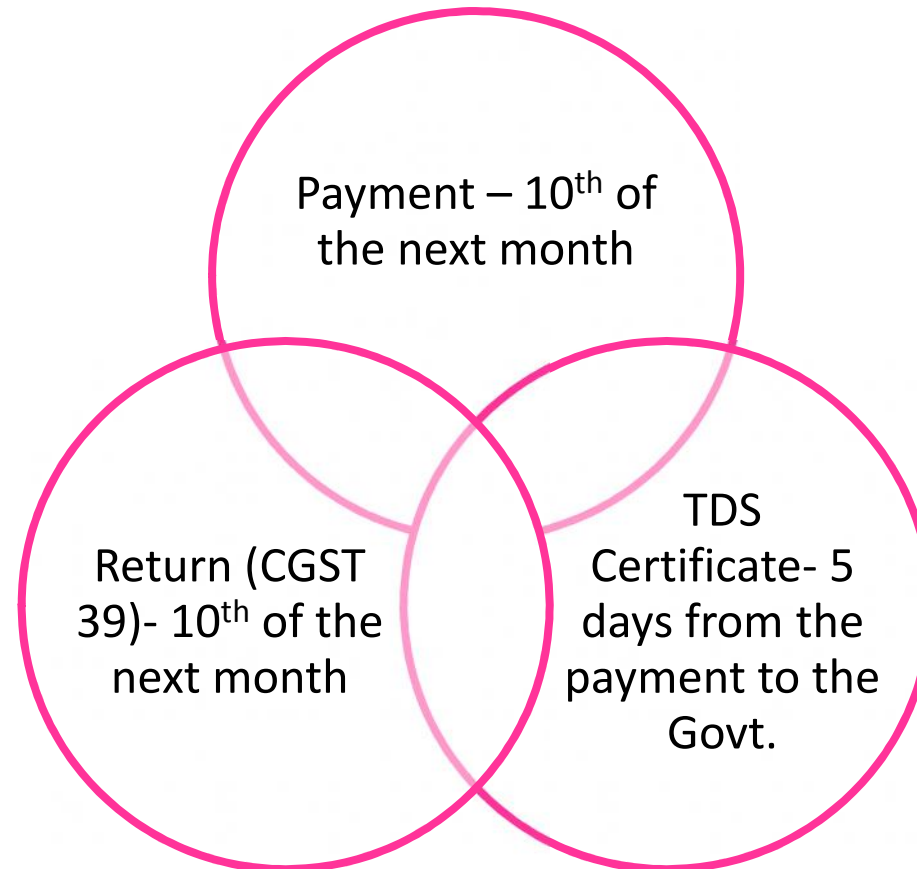 Payment – 10th of
the next month
Return (CGST
39)- 10th of the
next month
TDS
Certificate- 5
days from the
payment to the
Govt.